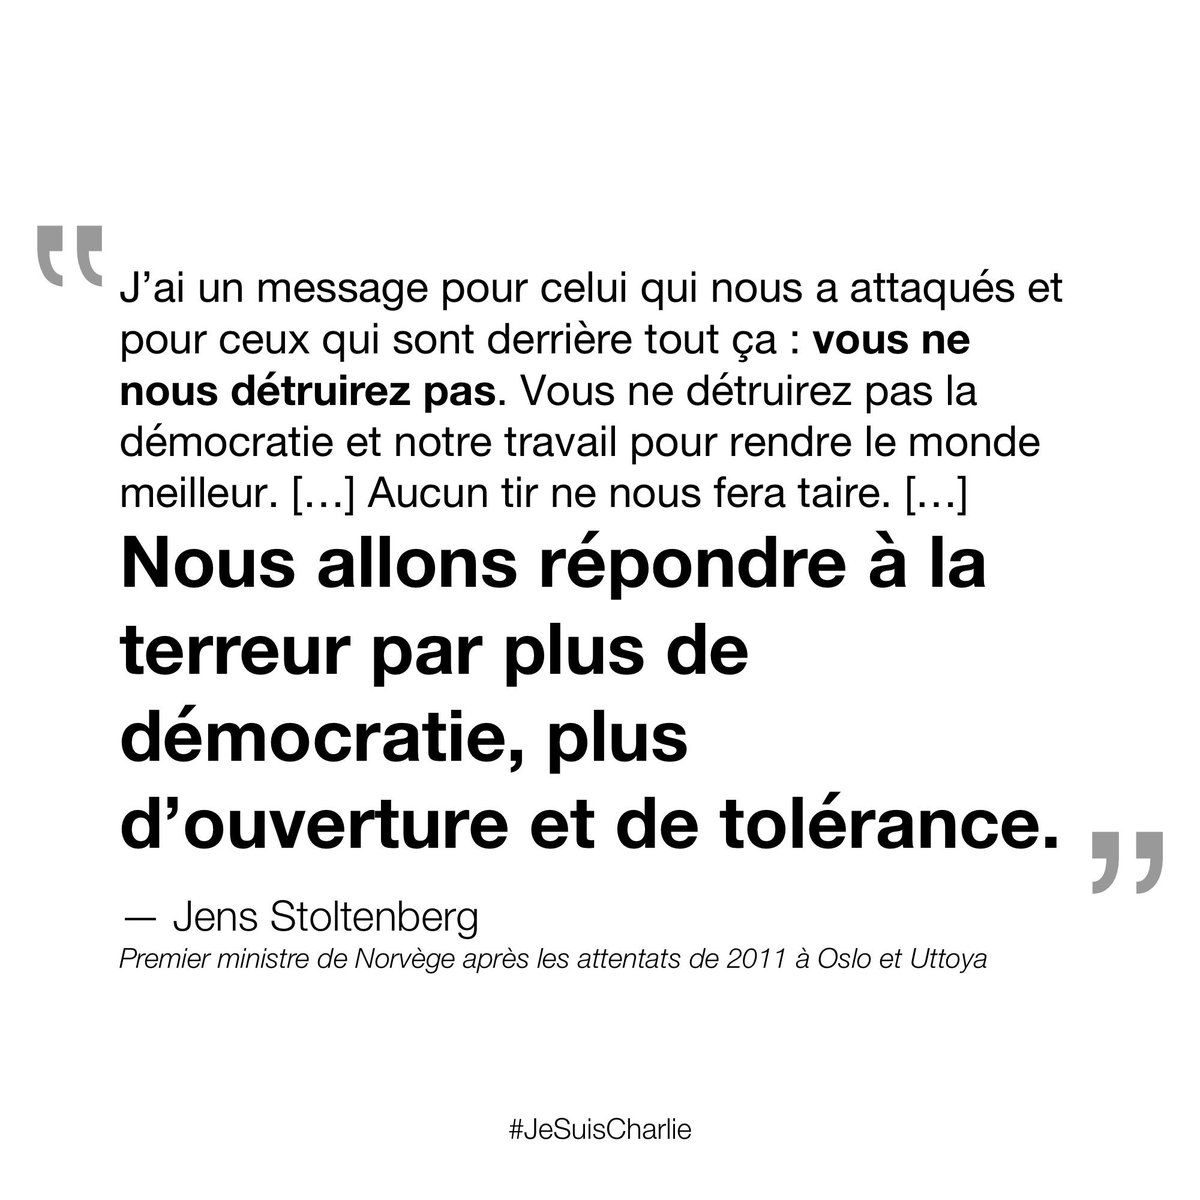 “
J’ai un message pour celui qui nous a attaqués et
pour ceux qui sont derrière tout ça : vous ne
nous détruirez pas. Vous ne détruirez pas la
démocratie et notre travail pour rendre le monde
meilleur. […] Aucun tir ne nous fera taire. […]
Nous allons répondre à la
terreur par plus de
démocratie, plus
d’ouverture et de tolérance. ”
— Jens Stoltenberg
Premier ministre de Norvège après les attentats de 2011 à Oslo et Uttoya
#JeSuisCharlie